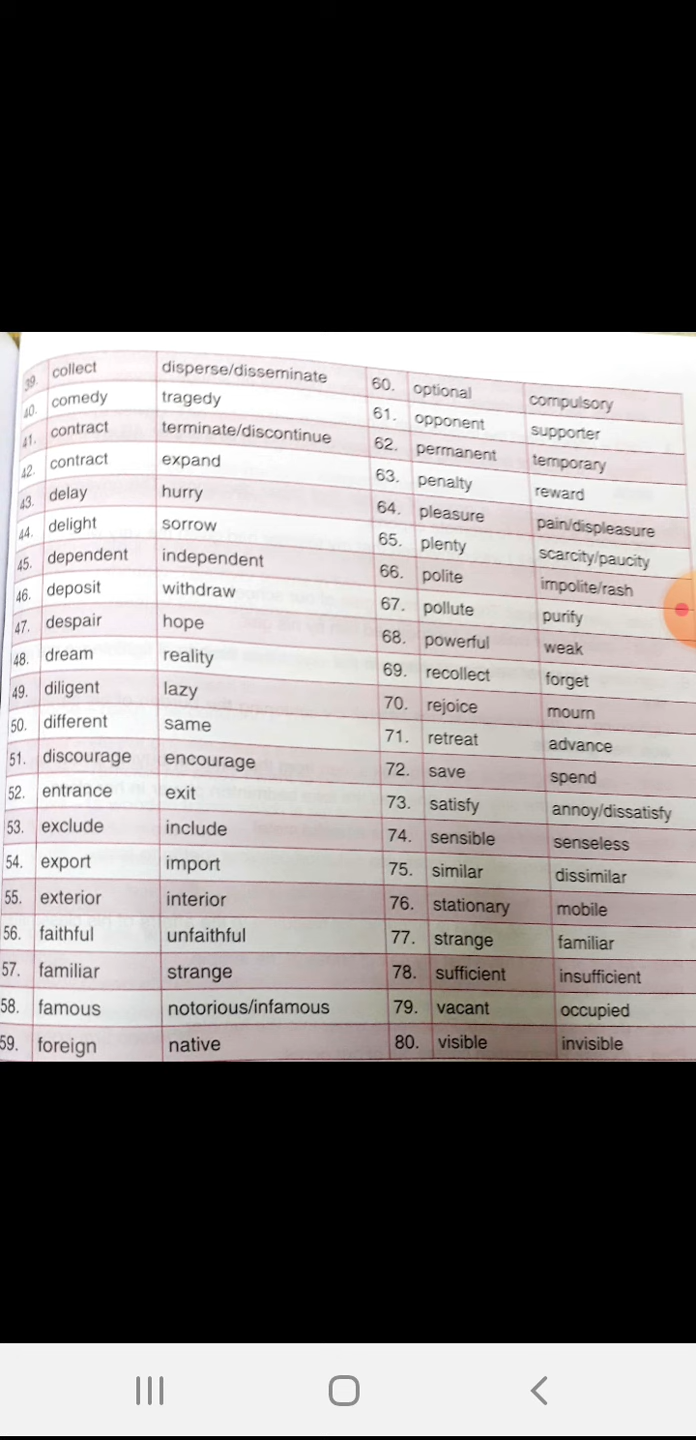 39. collect disperse/disseminate
40. comedy tragedy
41. contract terminate/discontinue
42. contract expand
43. delay hurry
44. delight sorrow
45. dependent independent
46. deposit withdraw
47. despair hope
48. dream reality
49. diligent lazy
50. different same
51. discourage encourage
52. entrance exit
53. exclude include
54. export import
55. exterior interior
56. faithful unfaithful
57. familiar strange
58. famous notorious/infamous
59. foreign native
60. optional compulsory
61. opponent supporter
62. permanent temporary
63. penalty reward
64. pleasure pain/displeasure
65. plenty scarcity/paucity
66. polite impolite/rash
67. pollute purify
68. powerful weak
69. recollect forget
70. rejoice mourn
71. retreat advance
72. save spend
73. satisfy annoy/dissatisfy
74. sensible senseless
75. similar dissimilar
76. stationary mobile
77. strange familiar
78. sufficient insufficient
79. vacant occupied
80. visible invisible